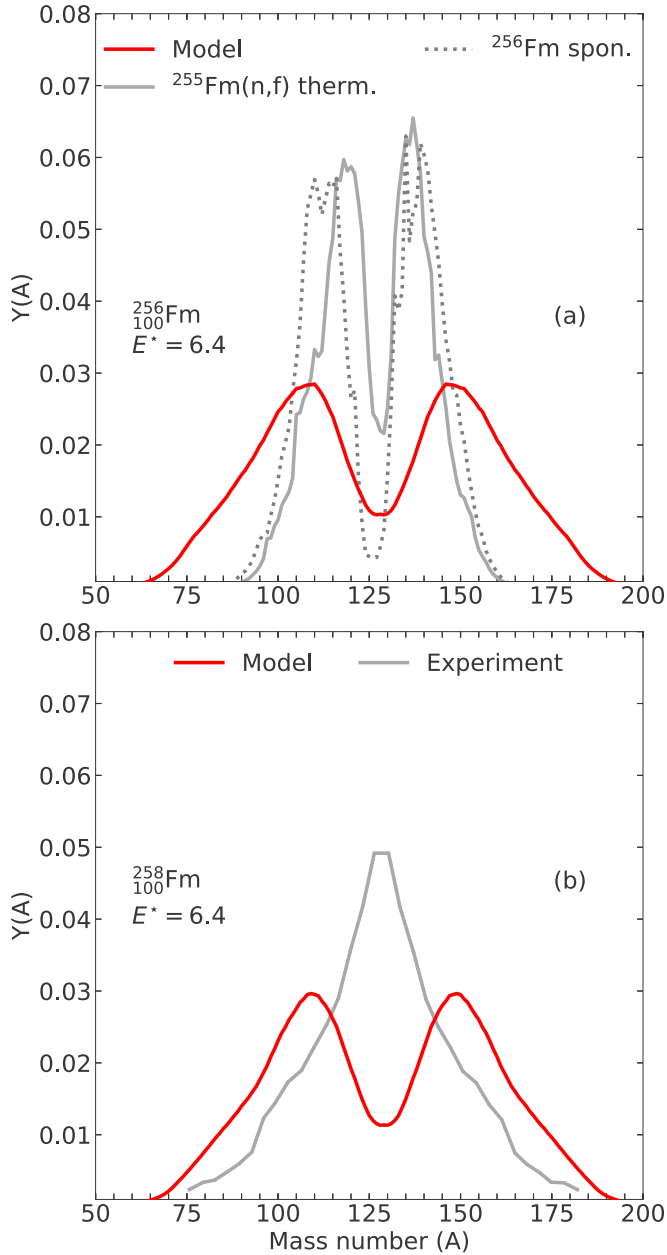 0.08
Model
²⁵⁶Fm spon.
²⁵⁵Fm(n,f) therm.
0.07
0.06
0.05
Y(A)
0.04
²⁵⁶₁₀₀Fm
(a)
E⋆ = 6.4
0.03
0.02
0.01
50 75 100 125 150 175 200
0.08
Model
Experiment
0.07
0.06
0.05
Y(A)
²⁵⁸₁₀₀Fm
(b)
0.04
E⋆ = 6.4
0.03
0.02
0.01
50 75 100 125 150 175 200
Mass number (A)